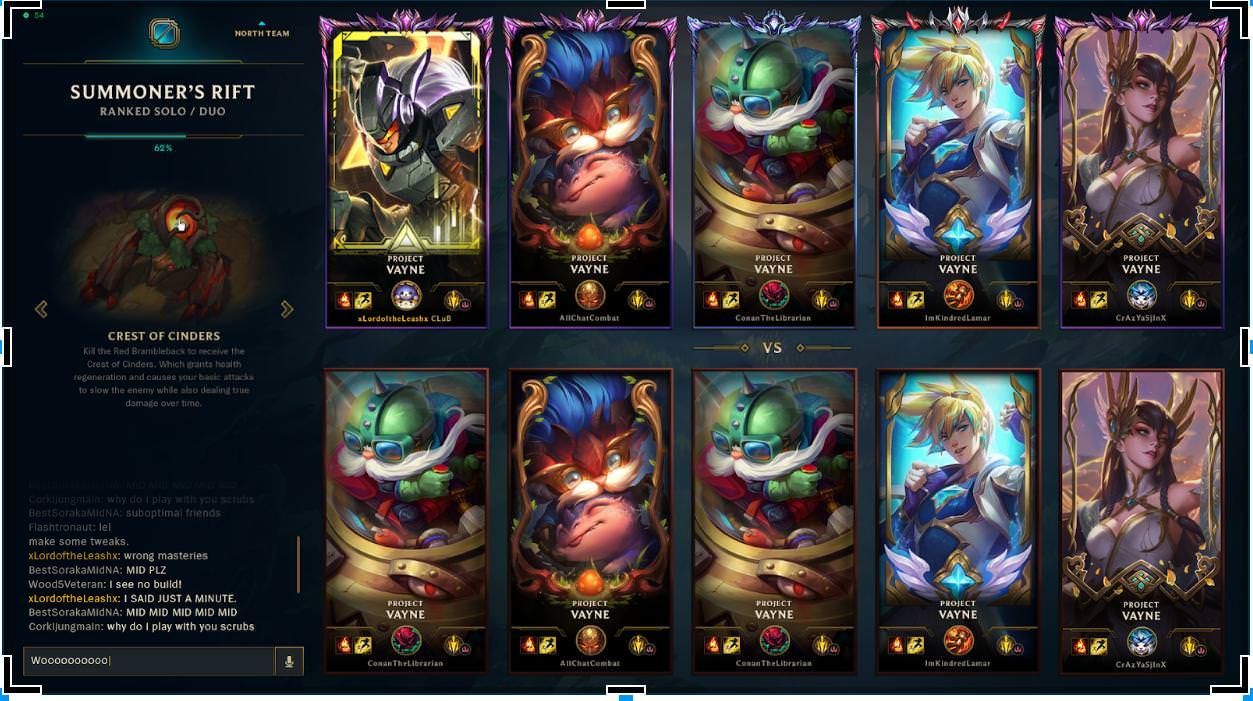 54
NORTH TEAM
SUMMONER'S RIFT
RANKED SOLO / DUO
62%
CREST OF CINDERS
Kill the Red Brambleback to receive the
Crest of Cinders. Which grants health
regeneration and causes your basic attacks
to slow the enemy while also dealing true
damage over time.
Corkijungmain: why do I play with you scrubs
BestSorakaMidNA: suboptimal friends
Flashtronaut: lel
make some tweaks.
xLordoftheLeashx: wrong masteries
BestSorakaMidNA: MID PLZ
Wood5Veteran: I see no build!
xLordoftheLeashx: I SAID JUST A MINUTE.
BestSorakaMidNA: MID MID MID MID MID
Corkijungmain: why do I play with you scrubs
Woooooooooo
PROJECT
VAYNE
xLordoftheLeashx CLuB
PROJECT
VAYNE
AllChatCombat
PROJECT
VAYNE
ConanTheLibrarian
PROJECT
VAYNE
ImKindredLamar
PROJECT
VAYNE
CrAzYaSjInX
VS
PROJECT
VAYNE
ConanTheLibrarian
PROJECT
VAYNE
AllChatCombat
PROJECT
VAYNE
ConanTheLibrarian
PROJECT
VAYNE
ImKindredLamar
PROJECT
VAYNE
CrAzYaSjInX